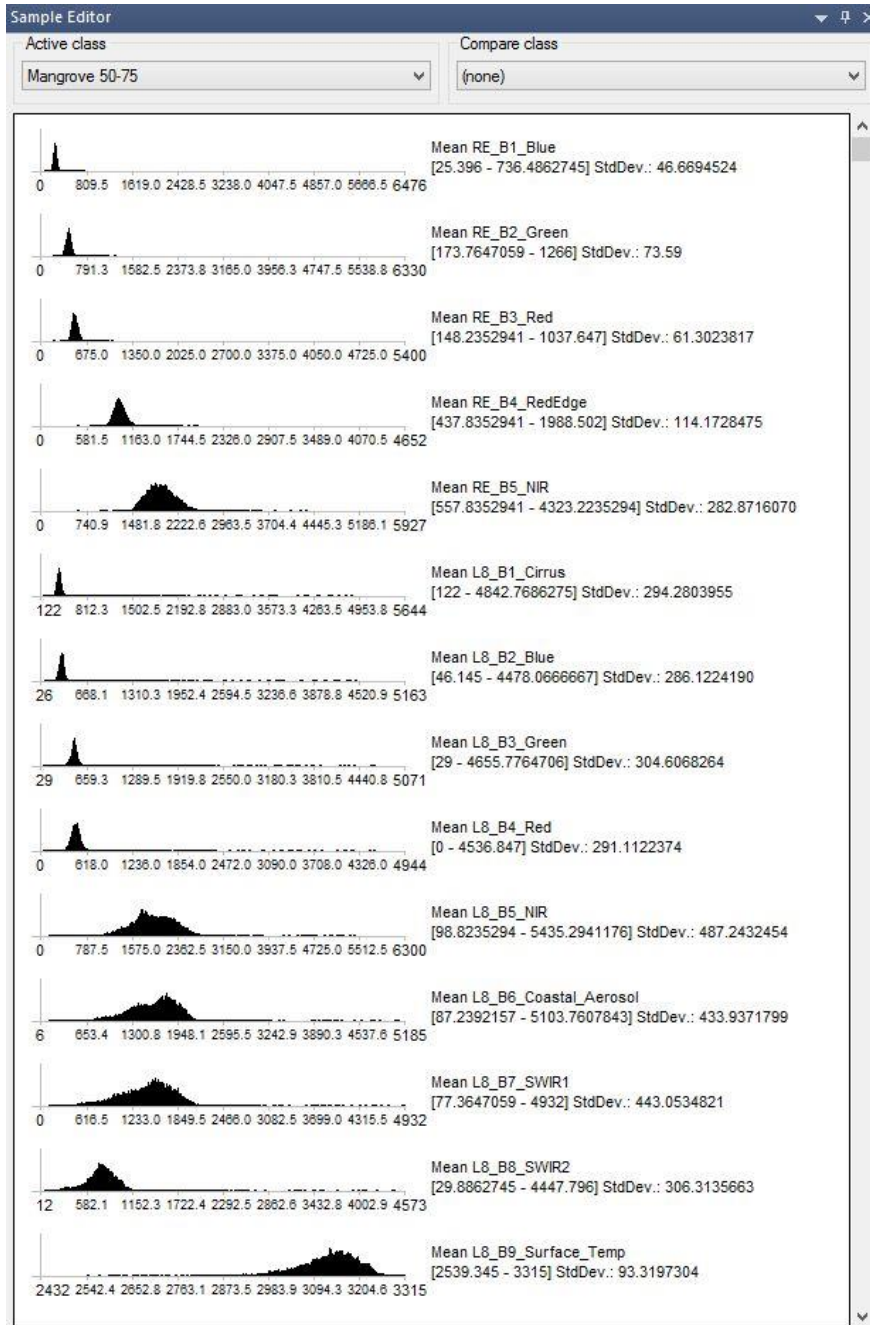 Sample Editor
Active class
Compare class
Mangrove 50-75
(none)
Mean RE_B1_Blue
[25.396 - 736.4862745] StdDev.: 46.6694524
0 809.5 1619.0 2428.5 3238.0 4047.5 4857.0 5666.5 6476
Mean RE_B2_Green
[173.7647059 - 1266] StdDev.: 73.59
0 791.3 1582.5 2373.8 3165.0 3956.3 4747.5 5538.8 6330
Mean RE_B3_Red
[148.2352941 - 1037.647] StdDev.: 61.3023817
0 675.0 1350.0 2025.0 2700.0 3375.0 4050.0 4725.0 5400
Mean RE_B4_RedEdge
[437.8352941 - 1988.502] StdDev.: 114.1728475
0 581.5 1163.0 1744.5 2326.0 2907.5 3489.0 4070.5 4652
Mean RE_B5_NIR
[557.8352941 - 4323.2235294] StdDev.: 282.8716070
0 740.9 1481.8 2222.6 2963.5 3704.4 4445.3 5186.1 5927
Mean L8_B1_Cirrus
[122 - 4842.7686275] StdDev.: 294.2803955
122 812.3 1502.5 2192.8 2883.0 3573.3 4263.5 4953.8 5644
Mean L8_B2_Blue
[46.145 - 4478.0666667] StdDev.: 286.1224190
26 668.1 1310.3 1952.4 2594.5 3236.6 3878.8 4520.9 5163
Mean L8_B3_Green
[29 - 4655.7764706] StdDev.: 304.6068264
29 659.3 1289.5 1919.8 2550.0 3180.3 3810.5 4440.8 5071
Mean L8_B4_Red
[0 - 4536.847] StdDev.: 291.1122374
0 618.0 1236.0 1854.0 2472.0 3090.0 3708.0 4326.0 4944
Mean L8_B5_NIR
[98.8235294 - 5435.2941176] StdDev.: 487.2432454
0 787.5 1575.0 2362.5 3150.0 3937.5 4725.0 5512.5 6300
Mean L8_B6_Coastal_Aerosol
[87.2392157 - 5103.7607843] StdDev.: 433.9371799
6 653.4 1300.8 1948.1 2595.5 3242.9 3890.3 4537.6 5185
Mean L8_B7_SWIR1
[77.3647059 - 4932] StdDev.: 443.0534821
0 616.5 1233.0 1849.5 2466.0 3082.5 3699.0 4315.5 4932
Mean L8_B8_SWIR2
[29.8862745 - 4447.796] StdDev.: 306.3135663
12 582.1 1152.3 1722.4 2292.5 2862.6 3432.8 4002.9 4573
Mean L8_B9_Surface_Temp
[2539.345 - 3315] StdDev.: 93.3197304
2432 2542.4 2652.8 2763.1 2873.5 2983.9 3094.3 3204.6 3315